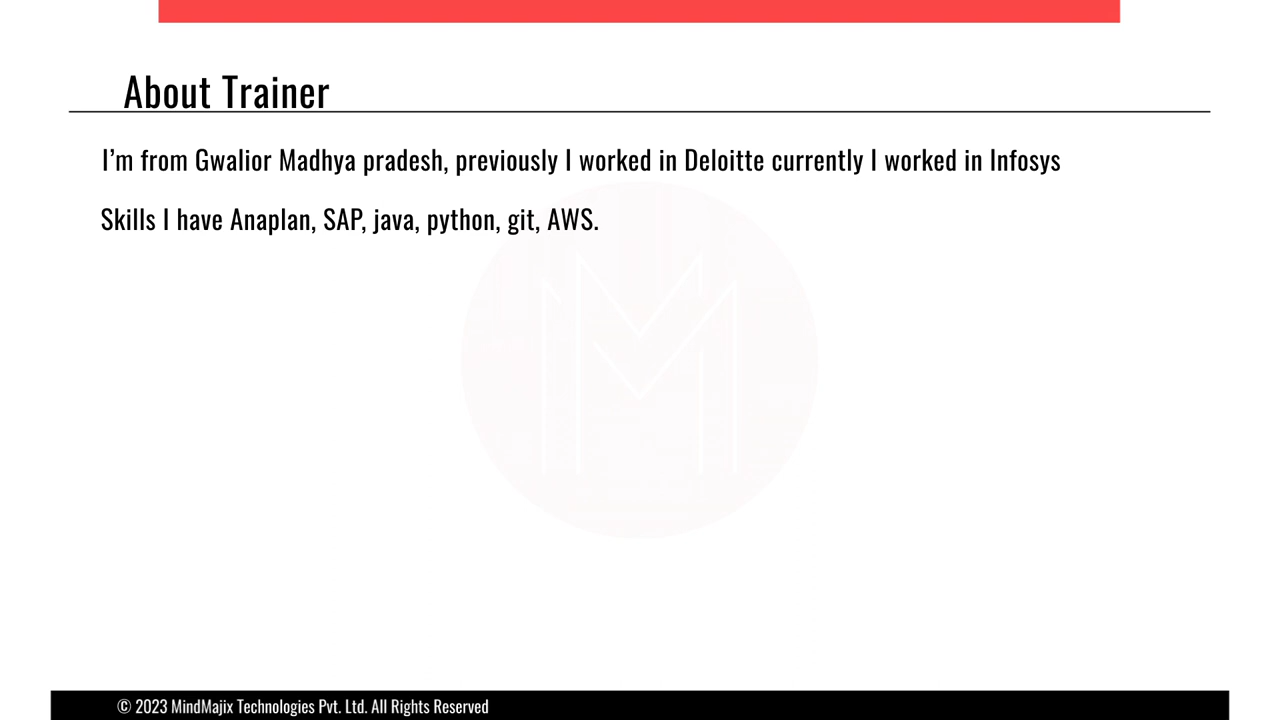 About Trainer
I’m from Gwalior Madhya pradesh, previously I worked in Deloitte currently I worked in Infosys
Skills I have Anaplan, SAP, java, python, git, AWS.
© 2023 MindMajix Technologies Pvt. Ltd. All Rights Reserved